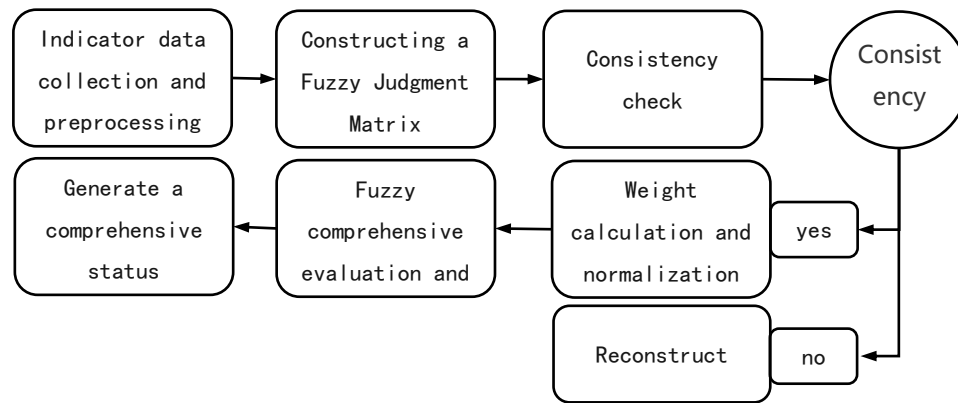 Indicator data
collection and
preprocessing
Constructing a
Fuzzy Judgment
Matrix
Consistency
check
Consist
ency
Generate a
comprehensive
status
Fuzzy
comprehensive
evaluation and
Weight
calculation and
normalization
yes
Reconstruct
no